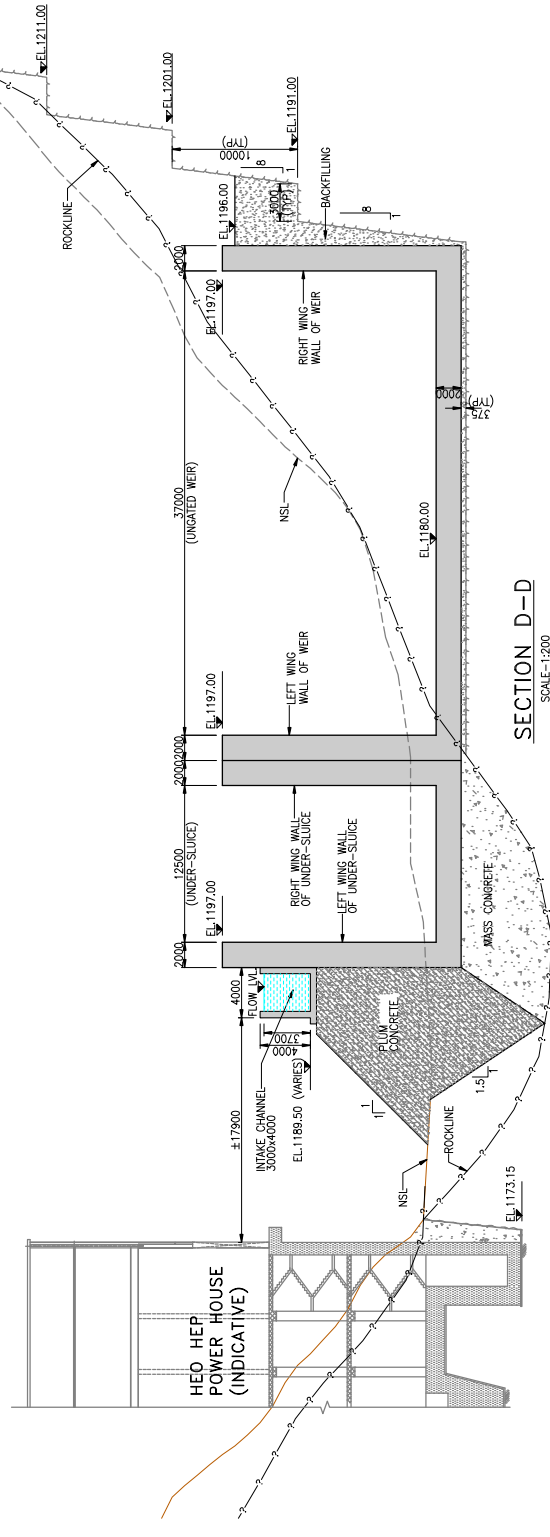 EL.1211.00
EL.1201.00
10000
(TYP)
8
1
EL.1191.00
3000
(TYP.)
EL.1196.00
8
1
BACKFILLING
ROCKLINE
2000
EL.1197.00
RIGHT WING
WALL OF WEIR
2000
375
(TYP)
37000
(UNGATED WEIR)
NSL
EL.1180.00
EL.1197.00
LEFT WING
WALL OF WEIR
2000
2000
RIGHT WING WALL
OF UNDER-SLUICE
12500
(UNDER-SLUICE)
LEFT WING WALL
OF UNDER-SLUICE
EL.1197.00
2000
MASS CONCRETE
4000
FLOW LVL.
3700
4000
PLUM
CONCRETE
±17900
INTAKE CHANNEL
3000x4000
EL.1189.50 (VARIES)
1
1
1.5
1
NSL
ROCKLINE
EL.1173.15
HEO HEP
POWER HOUSE
(INDICATIVE)
SECTION D-D
SCALE-1:200